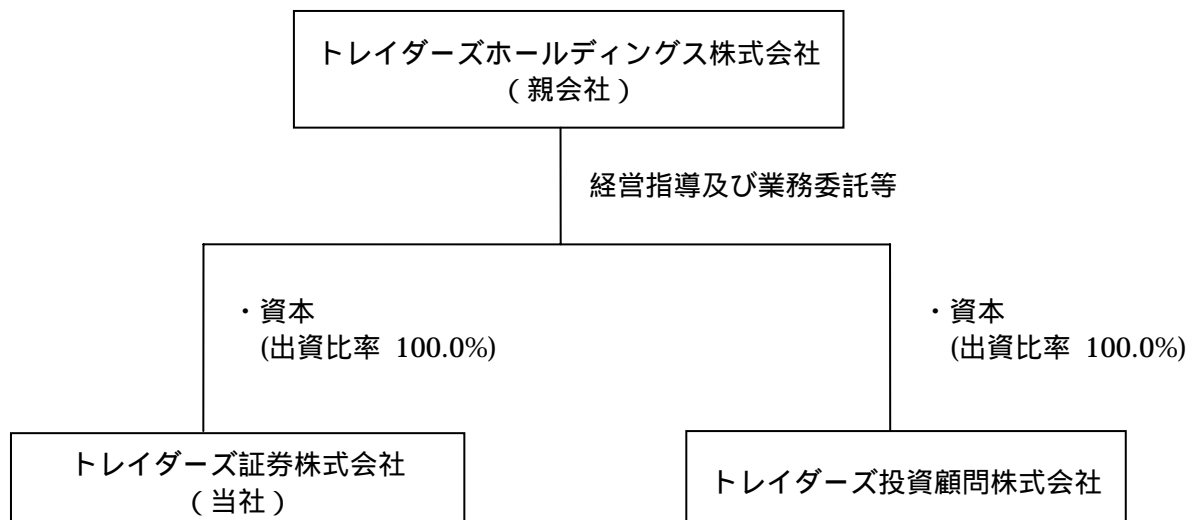 トレイダーズホールディングス株式会社
（親会社）
経営指導及び業務委託等
・資本
(出資比率 100.0%)
・資本
(出資比率 100.0%)
トレイダーズ証券株式会社
（当社）
トレイダーズ投資顧問株式会社